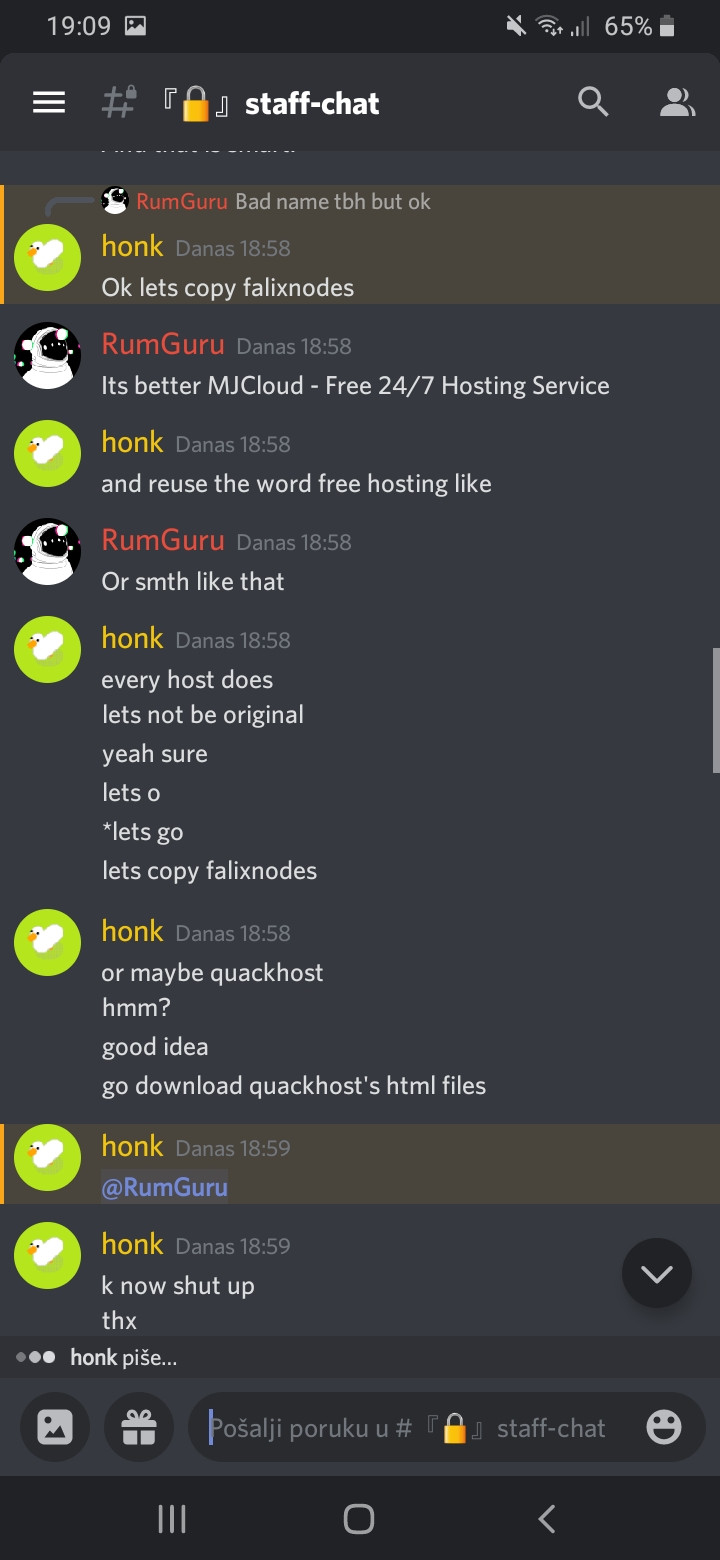 19:09 65%
# 『🔒』 staff-chat
RumGuru Bad name tbh but ok
honk Danas 18:58
Ok lets copy falixnodes
RumGuru Danas 18:58
Its better MJCloud - Free 24/7 Hosting Service
honk Danas 18:58
and reuse the word free hosting like
RumGuru Danas 18:58
Or smth like that
honk Danas 18:58
every host does
lets not be original
yeah sure
lets o
*lets go
lets copy falixnodes
honk Danas 18:58
or maybe quackhost
hmm?
good idea
go download quackhost's html files
honk Danas 18:59
@RumGuru
honk Danas 18:59
k now shut up
thx
honk piše...
Pošalji poruku u # 『🔒』 staff-chat